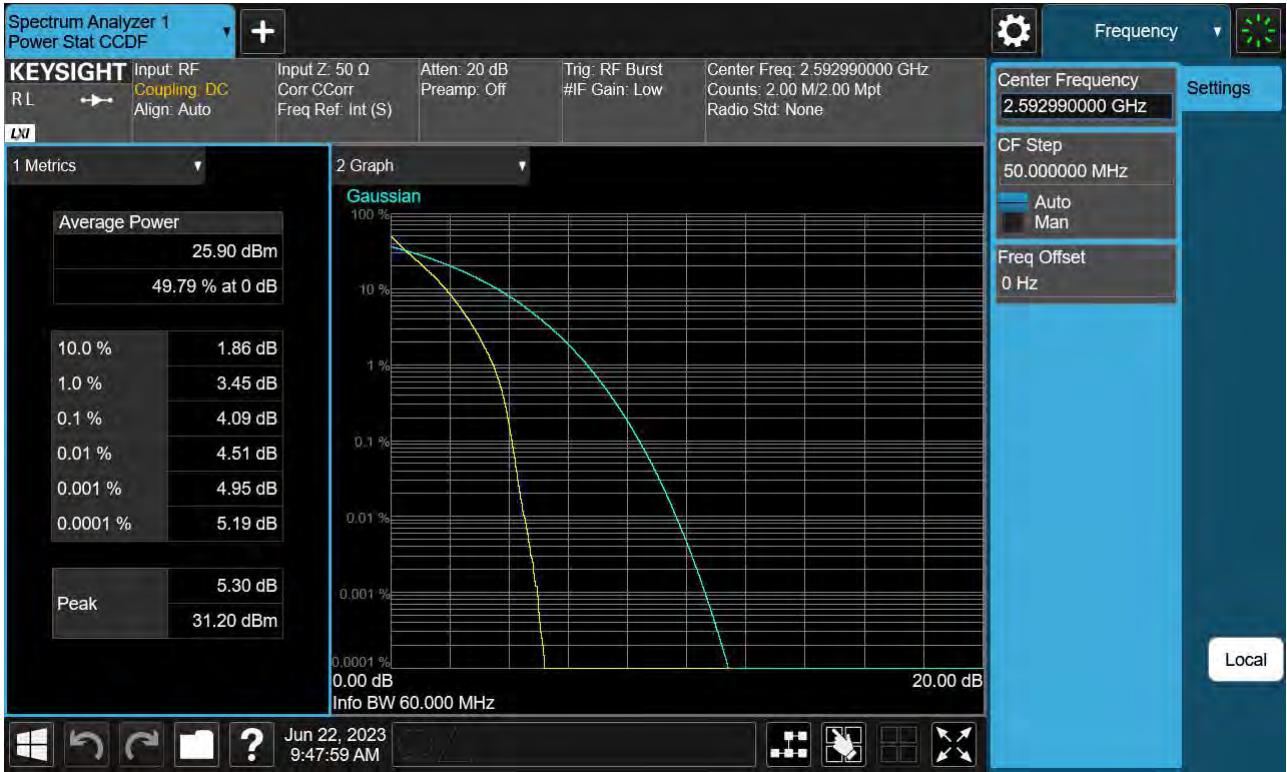 Spectrum Analyzer 1
Power Stat CCDF
+
Frequency
KEYSIGHT
R L
LXI
Input: RF
Coupling: DC
Align: Auto
Input Z: 50 Ω
Corr CCorr
Freq Ref: Int (S)
Atten: 20 dB
Preamp: Off
Trig: RF Burst
#IF Gain: Low
Center Freq: 2.592990000 GHz
Counts: 2.00 M/2.00 Mpt
Radio Std: None
Center Frequency
2.592990000 GHz
Settings
CF Step
50.000000 MHz
Auto
Man
Freq Offset
0 Hz
Local
1 Metrics
Average Power
25.90 dBm
49.79 % at 0 dB
10.0 % 1.86 dB
1.0 % 3.45 dB
0.1 % 4.09 dB
0.01 % 4.51 dB
0.001 % 4.95 dB
0.0001 % 5.19 dB
Peak
5.30 dB
31.20 dBm
2 Graph
Gaussian
100 %
10 %
1 %
0.1 %
0.01 %
0.001 %
0.0001 %
0.00 dB 20.00 dB
Info BW 60.000 MHz
?
Jun 22, 2023
9:47:59 AM